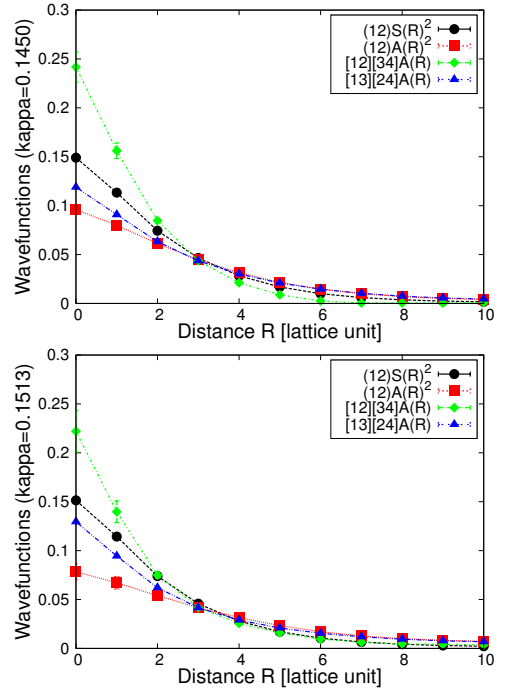 0.3
0.25
0.2
0.15
0.1
0.05
0
0
2
4
6
8
10
Wavefunctions (kappa=0.1450)
Distance R [lattice unit]
(12)S(R)^2
(12)A(R)^2
[12][34]A(R)
[13][24]A(R)
0.3
0.25
0.2
0.15
0.1
0.05
0
0
2
4
6
8
10
Wavefunctions (kappa=0.1513)
Distance R [lattice unit]
(12)S(R)^2
(12)A(R)^2
[12][34]A(R)
[13][24]A(R)